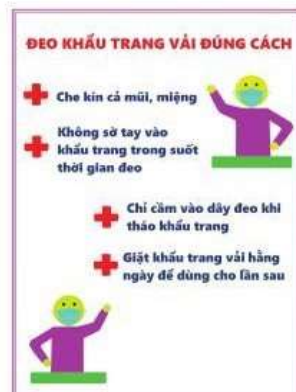 ĐEO KHẨU TRANG VẢI ĐÚNG CÁCH
Che kín cả mũi, miệng
Không sờ tay vào
khẩu trang trong suốt
thời gian đeo
Chỉ cầm vào dây đeo khi
tháo khẩu trang
Giặt khẩu trang vải hằng
ngày để dùng cho lần sau